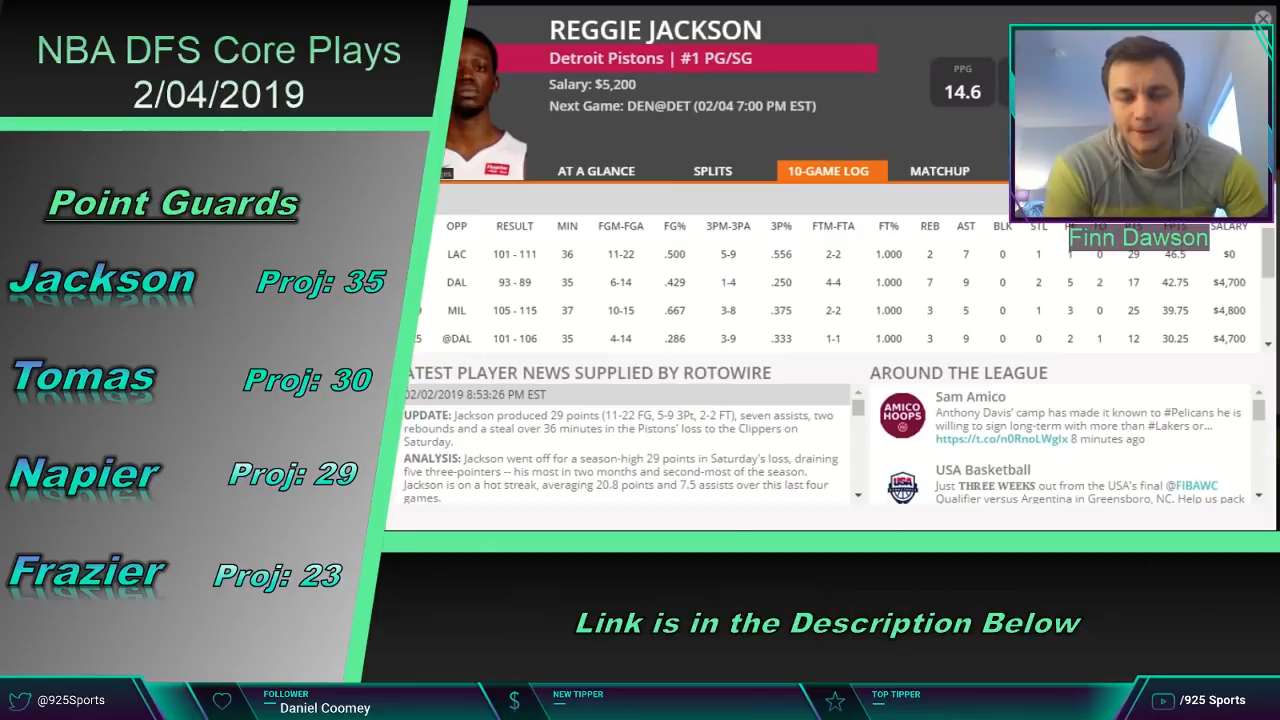 NBA DFS Core Plays
2/04/2019
Point Guards
Jackson Proj: 35
Tomas Proj: 30
Napier Proj: 29
Frazier Proj: 23
REGGIE JACKSON
Detroit Pistons | #1 PG/SG
Salary: $5,200
Next Game: DEN@DET (02/04 7:00 PM EST)
PPG
14.6
AT A GLANCE SPLITS 10-GAME LOG MATCHUP
Finn Dawson
OPP RESULT MIN FGM-FGA FG% 3PM-3PA 3P% FTM-FTA FT% REB AST BLK STL SALARY
LAC 101 - 111 36 11-22 .500 5-9 .556 2-2 1.000 2 7 0 1 1 0 29 46.5 $0
DAL 93 - 89 35 6-14 .429 1-4 .250 4-4 1.000 7 9 0 2 5 2 17 42.75 $4,700
MIL 105 - 115 37 10-15 .667 3-8 .375 2-2 1.000 3 5 0 1 3 0 25 39.75 $4,800
@DAL 101 - 106 35 4-14 .286 3-9 .333 1-1 1.000 3 9 0 0 2 1 12 30.25 $4,700
ATEST PLAYER NEWS SUPPLIED BY ROTOWIRE
02/02/2019 8:53:26 PM EST
UPDATE: Jackson produced 29 points (11-22 FG, 5-9 3Pt, 2-2 FT), seven assists, two
rebounds and a steal over 36 minutes in the Pistons' loss to the Clippers on
Saturday.
ANALYSIS: Jackson went off for a season-high 29 points in Saturday's loss, draining
five three-pointers -- his most in two months and second-most of the season.
Jackson is on a hot streak, averaging 20.8 points and 7.5 assists over this last four
games.
AROUND THE LEAGUE
AMICO
HOOPS
Sam Amico
Anthony Davis' camp has made it known to #Pelicans he is
willing to sign long-term with more than #Lakers or...
https://t.co/n0RnoLWglx 8 minutes ago
USA
USA Basketball
Just THREE WEEKS out from the USA's final @FIBAWC
Qualifier versus Argentina in Greensboro, NC. Help us pack
Link is in the Description Below
@925Sports
FOLLOWER
Daniel Coomey
$
NEW TIPPER
TOP TIPPER
/925 Sports